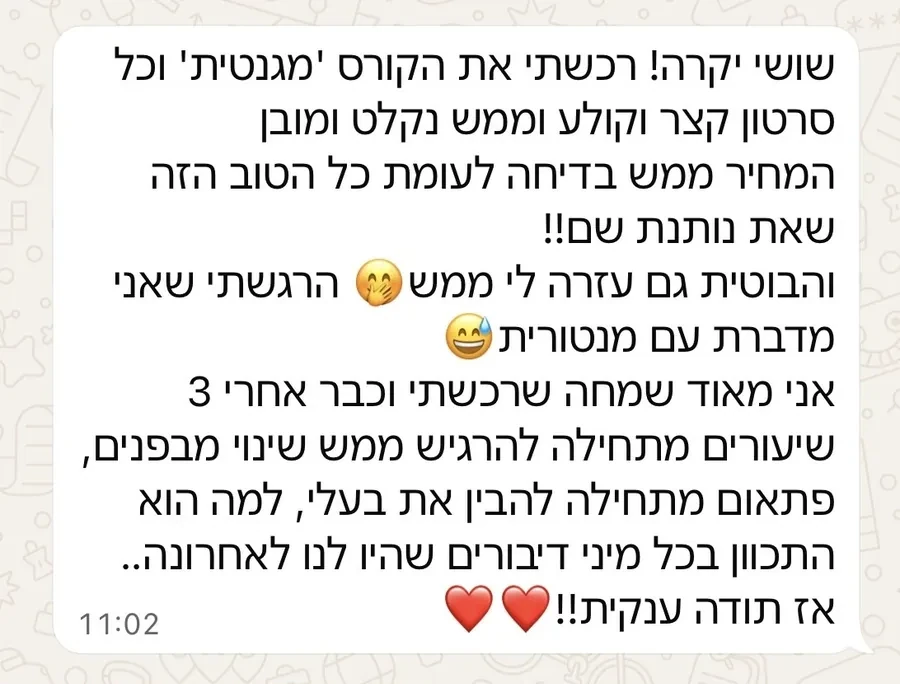 שושי יקרה! רכשתי את הקורס 'מגנטית' וכל
סרטון קצר וקולע וממש נקלט ומובן
המחיר ממש בדיחה לעומת כל הטוב הזה
שאת נותנת שם!!
והבוטית גם עזרה לי ממש🤭 הרגשתי שאני
מדברת עם מנטורית😅
אני מאוד שמחה שרכשתי וכבר אחרי 3
שיעורים מתחילה להרגיש ממש שינוי מבפנים,
פתאום מתחילה להבין את בעלי, למה הוא
התכוון בכל מיני דיבורים שהיו לנו לאחרונה..
אז תודה ענקית!!❤️❤️
11:02